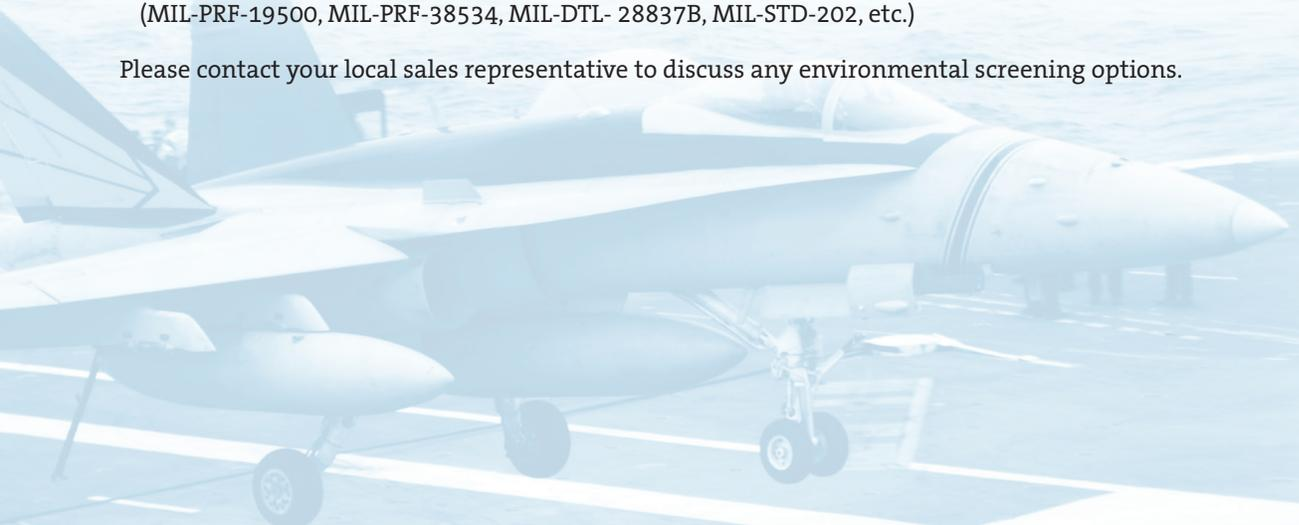 (MIL-PRF-19500, MIL-PRF-38534, MIL-DTL- 28837B, MIL-STD-202, etc.)
Please contact your local sales representative to discuss any environmental screening options.